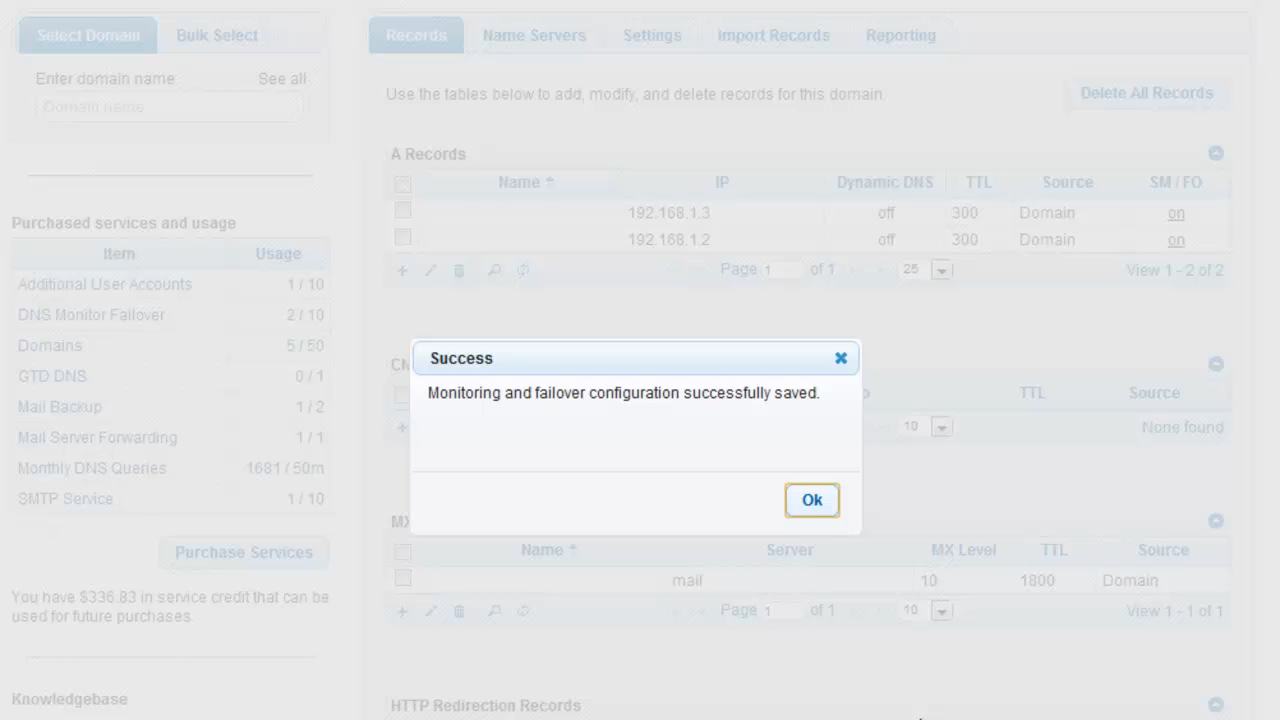 Select Domain
Bulk Select
Enter domain name:
See all
Domain name
Purchased services and usage
Item Usage
Additional User Accounts 1 / 10
DNS Monitor Failover 2 / 10
Domains 5 / 50
GTD DNS 0 / 1
Mail Backup 1 / 2
Mail Server Forwarding 1 / 1
Monthly DNS Queries 1681 / 50m
SMTP Service 1 / 10
Purchase Services
You have $336.83 in service credit that can be
used for future purchases.
Knowledgebase
Records Name Servers Settings Import Records Reporting
Use the tables below to add, modify, and delete records for this domain.
Delete All Records
A Records
Name IP Dynamic DNS TTL Source SM / FO
192.168.1.3 off 300 Domain on
192.168.1.2 off 300 Domain on
Page 1 of 1 25 View 1 - 2 of 2
Success
Monitoring and failover configuration successfully saved.
Ok
TTL Source
10 None found
MX
Name Server MX Level TTL Source
mail 10 1800 Domain
Page 1 of 1 10 View 1 - 1 of 1
HTTP Redirection Records